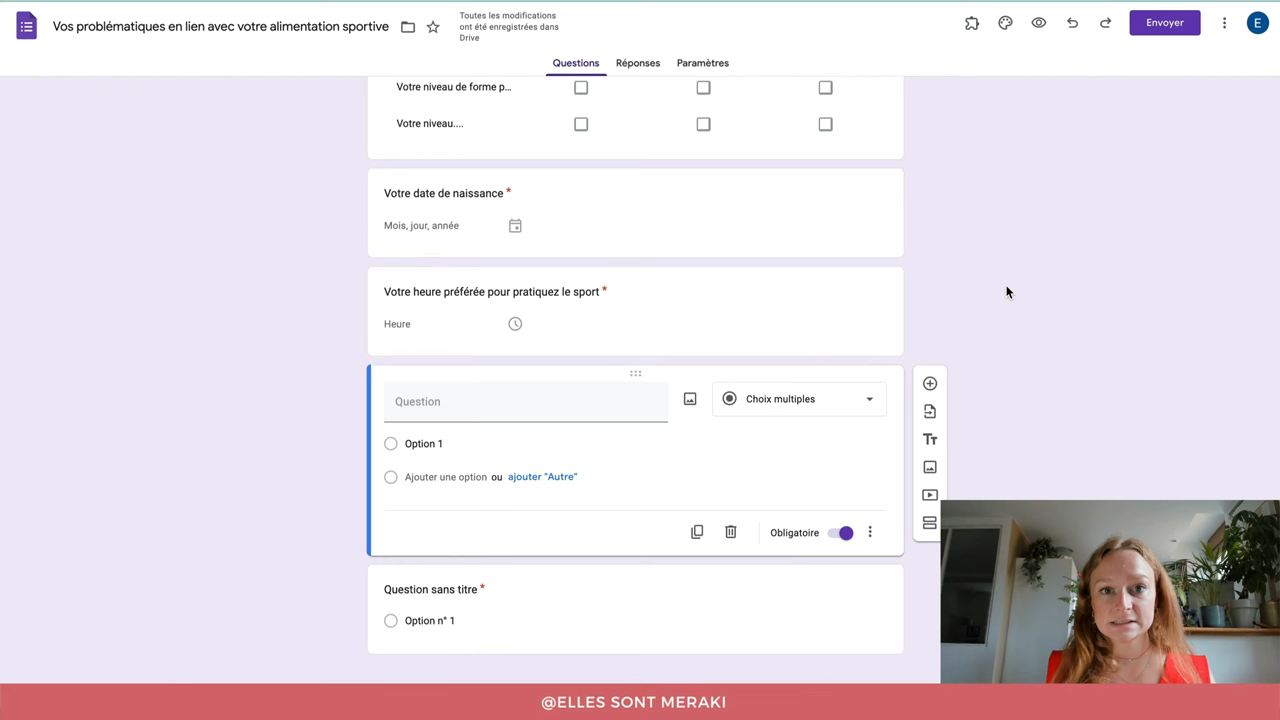 Vos problématiques en lien avec votre alimentation sportive
Toutes les modifications
ont été enregistrées dans
Drive
Envoyer
E
Questions
Réponses
Paramètres
Votre niveau de forme p...
Votre niveau....
Votre date de naissance *
Mois, jour, année
Votre heure préférée pour pratiquez le sport *
Heure
Question
Choix multiples
Option 1
Ajouter une option ou ajouter "Autre"
Obligatoire
Tт
Question sans titre *
Option n° 1
@ELLES SONT MERAKI